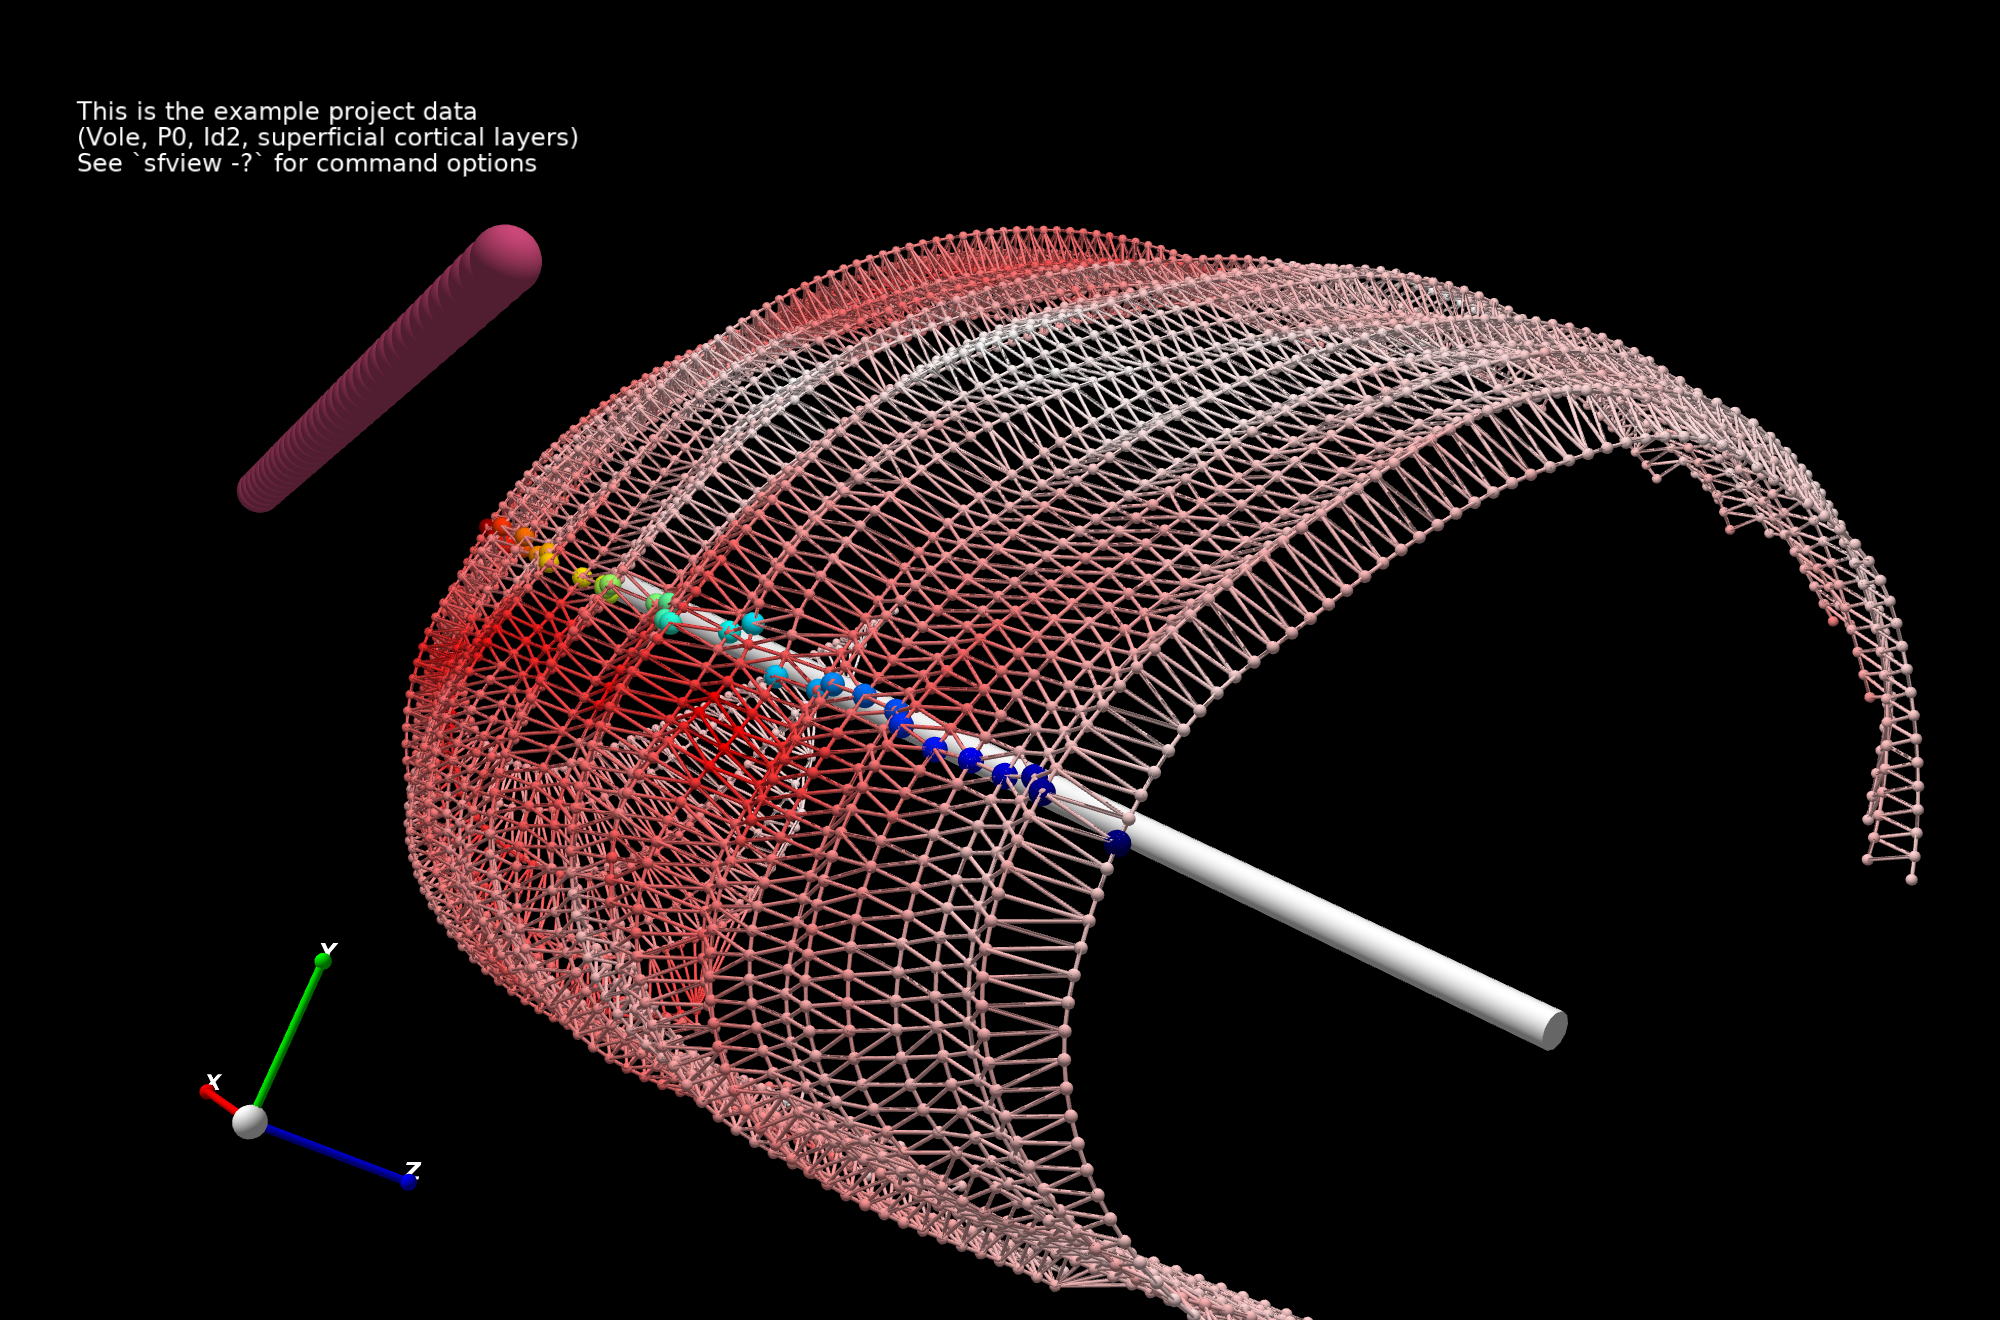 This is the example project data
(Vole, P0, Id2, superficial cortical layers)
See `sfview -?` for command options
Y
X
Z